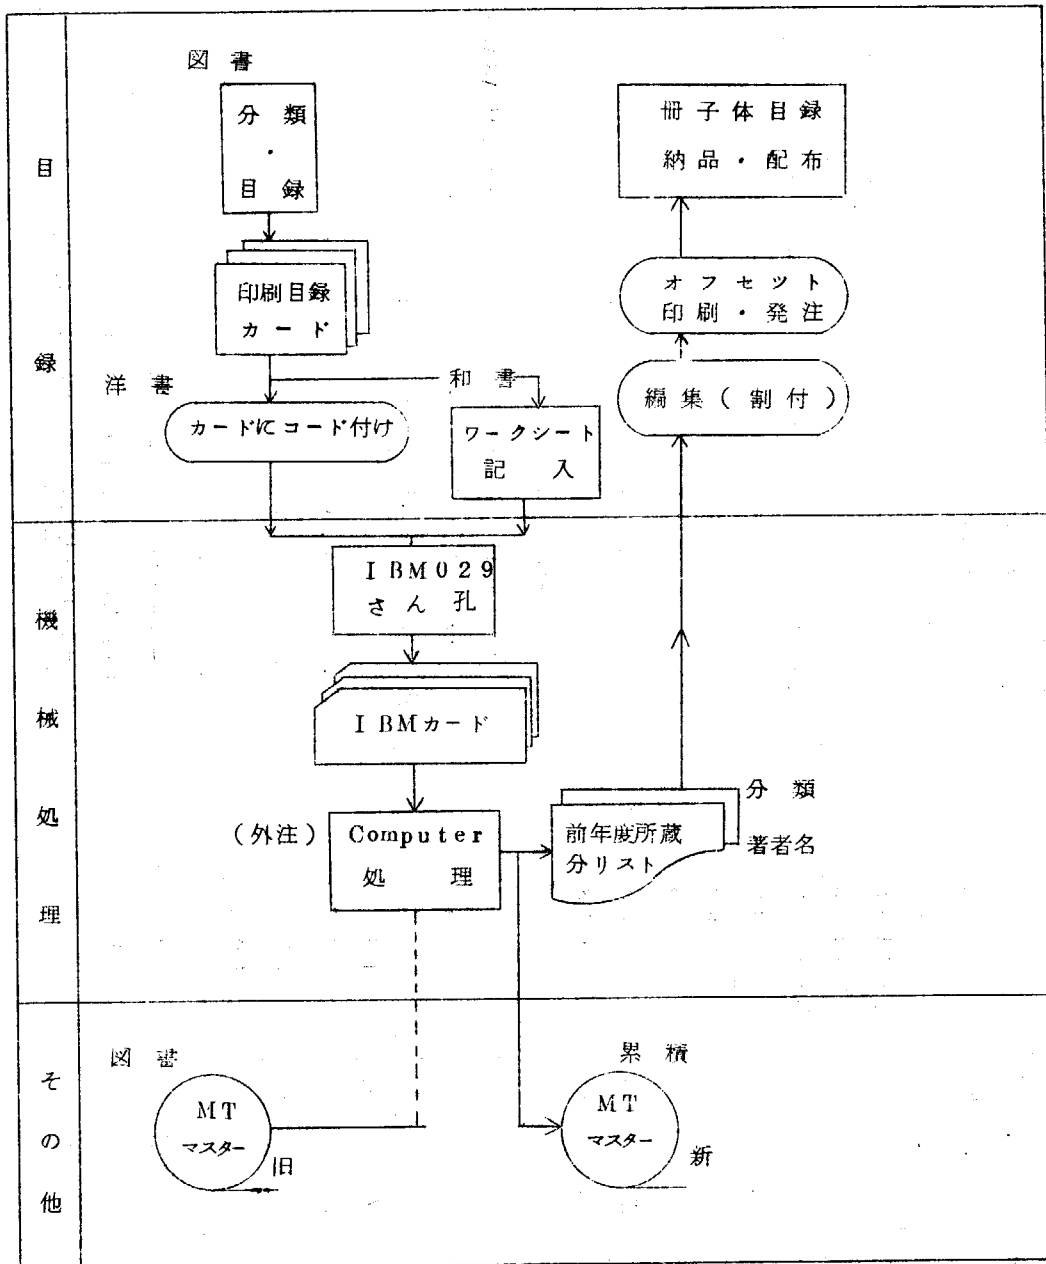 目録
図書
分類
・
目録
印刷目録
カード
洋書
和書
カードにコード付け
ワークシート
記入
冊子体目録
納品・配布
オフセット
印刷・発注
編集(割付)
機械処理
IBM029
さん孔
IBMカード
(外注)
Computer
処理
前年度所蔵
分リスト
分類
著者名
その他
図書
MT
マスター
旧
累積
MT
マスター
新